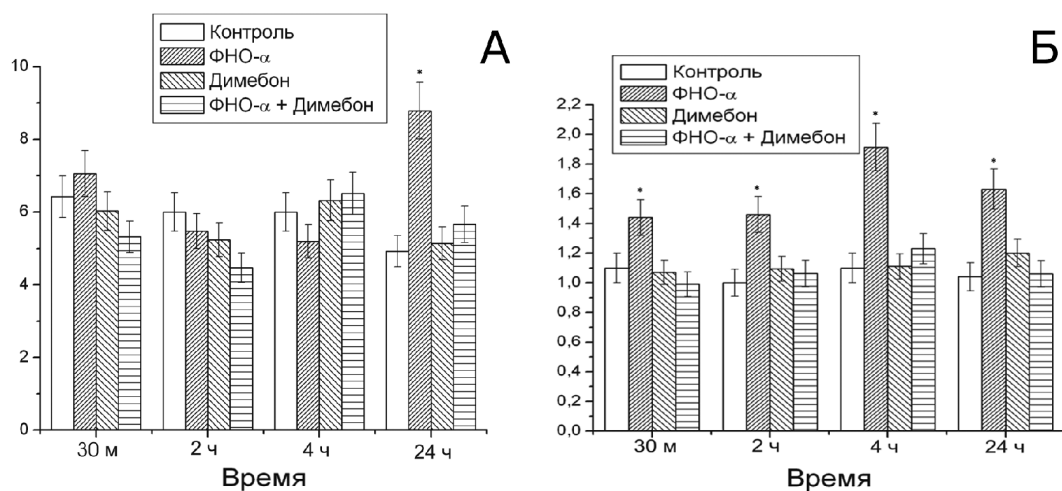 Контроль
ФНО-α
Димебон
ФНО-α + Димебон
А
10
8
6
4
2
0
*
30 м 2 ч 4 ч 24 ч
Время
Б
Контроль
ФНО-α
Димебон
ФНО-α + Димебон
2,2
2,0
1,8
1,6
1,4
1,2
1,0
0,8
0,6
0,4
0,2
0,0
* * * *
30 м 2 ч 4 ч 24 ч
Время